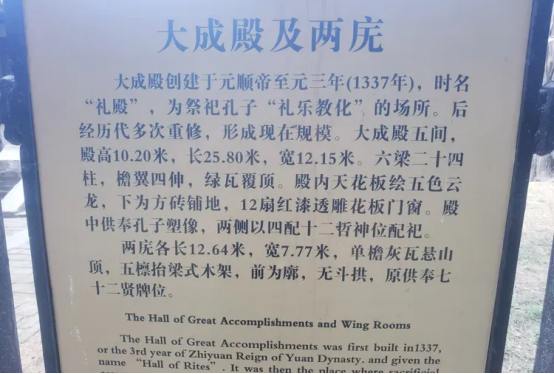 大成殿及两庑
大成殿创建于元顺帝至元三年(1337年)，时名
“礼殿”，为祭祀孔子“礼乐教化”的场所。后
经历代多次重修，形成现在规模。大成殿五间，
殿高10.20米，长25.80米，宽12.15米。六梁二十四
柱，檐翼四伸，绿瓦覆顶。殿内天花板绘五色云
龙，下为方砖铺地，12扇红漆透雕花板门窗。殿
中供奉孔子塑像，两侧以四配十二哲神位配祀。
两庑各长12.64米，宽7.77米，单檐灰瓦悬山
顶，五檩抬梁式木架，前为廊，无斗拱，原供奉七
十二贤牌位。
The Hall of Great Accomplishments and Wing Rooms
The Hall of Great Accomplishments was first built in1337,
or the 3rd year of Zhiyuan Reign of Yuan Dynasty. and given the
name “Hall of Rites”. It was then the place where sacrificial